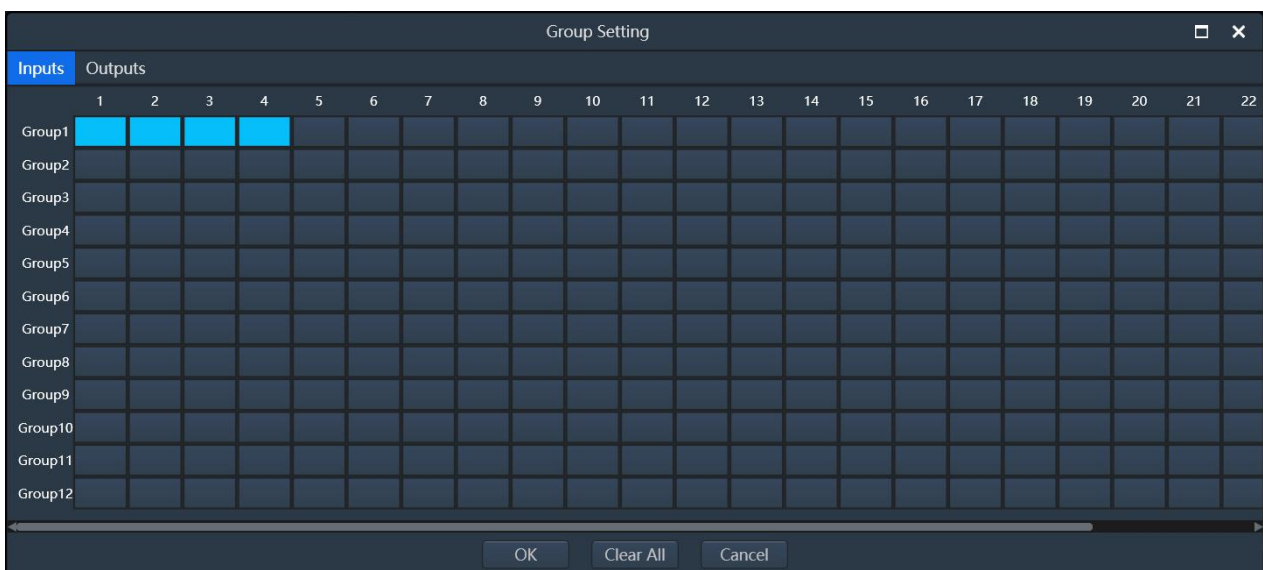 Group Setting
Inputs Outputs
1 2 3 4 5 6 7 8 9 10 11 12 13 14 15 16 17 18 19 20 21 22
Group1
Group2
Group3
Group4
Group5
Group6
Group7
Group8
Group9
Group10
Group11
Group12
OK Clear All Cancel